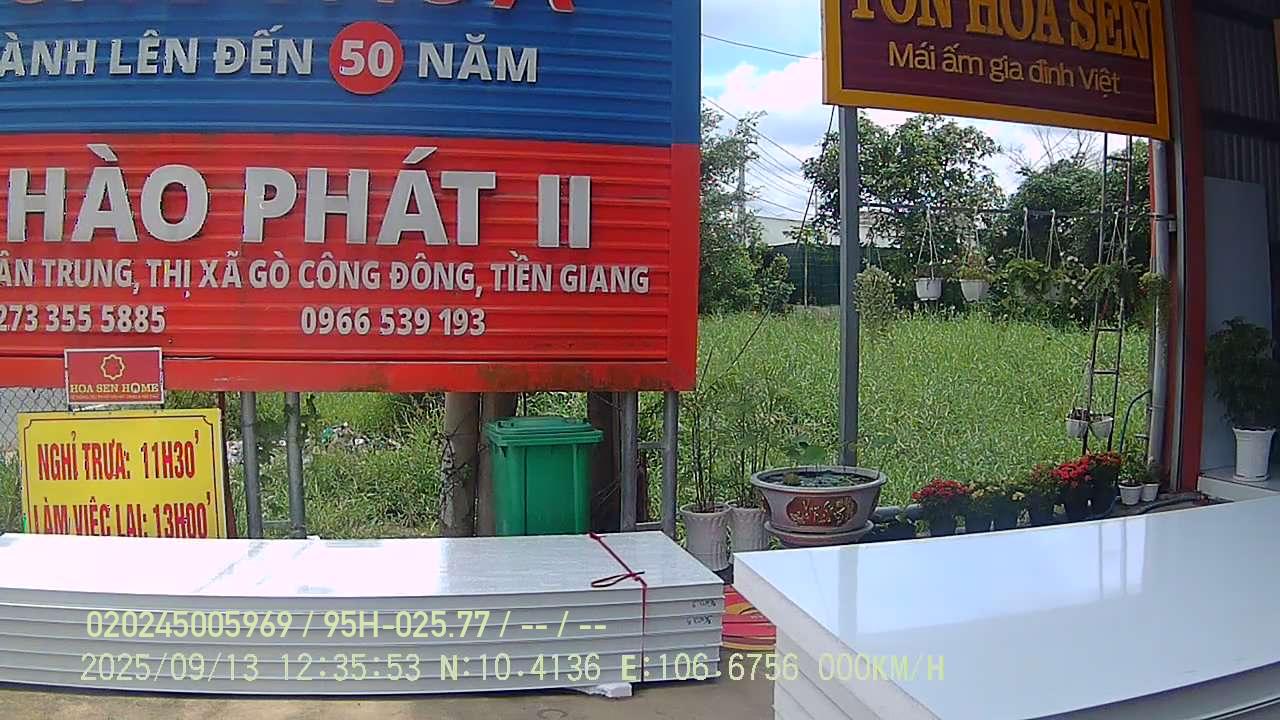 ÀNH LÊN ĐẾN 50 NĂM
HÀO PHÁT II
ÂN TRUNG, THỊ XÃ GÒ CÔNG ĐÔNG, TIỀN GIANG
273 355 5885 0966 539 193
HOA SEN HOME
NGHỈ TRƯA: 11H30'
LÀM VIỆC LẠI: 13H00'
TÔN HOA SEN
Mái ấm gia đình Việt
020245005969 / 95H-025.77 / -- / --
2025/09/13 12:35:53 N:10.4136 E:106.6756 000KM/H